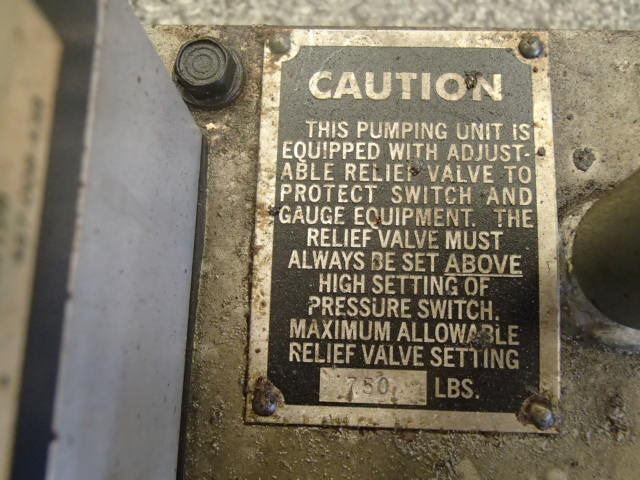 CAUTION
THIS PUMPING UNIT IS
EQUIPPED WITH ADJUST-
ABLE RELIEF VALVE TO
PROTECT SWITCH AND
GAUGE EQUIPMENT. THE
RELIEF VALVE MUST
ALWAYS BE SET ABOVE
HIGH SETTING OF
PRESSURE SWITCH.
MAXIMUM ALLOWABLE
RELIEF VALVE SETTING
750 LBS.